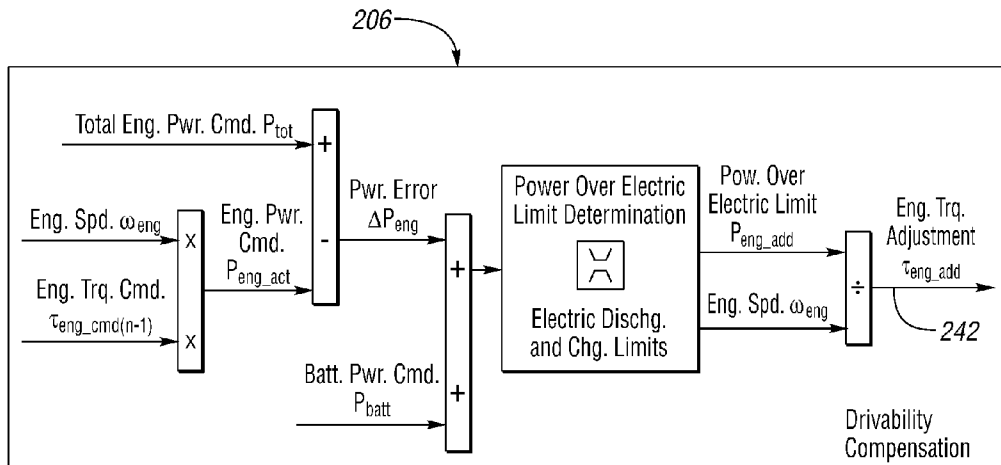 206
Total Eng. Pwr. Cmd. P_tot
+
-
Eng. Spd. ω_eng
x
Eng. Trq. Cmd.
τ_eng_cmd(n-1)
x
Eng. Pwr.
Cmd.
P_eng_act
Pwr. Error
ΔP_eng
+
Batt. Pwr. Cmd.
P_batt
+
Power Over Electric
Limit Determination
Electric Dischg.
and Chg. Limits
Pow. Over
Electric Limit
P_eng_add
Eng. Spd. ω_eng
÷
Eng. Trq.
Adjustment
τ_eng_add
242
Drivability
Compensation